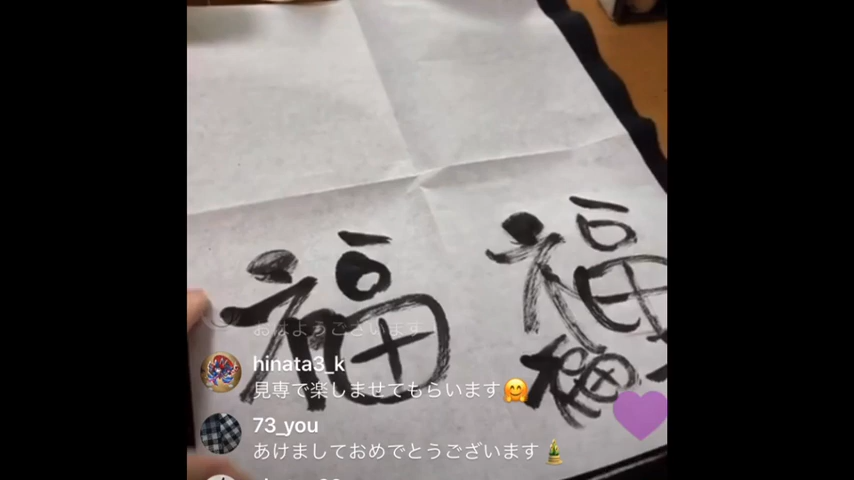 福
福
福
おはようございます
hinata3_k
見専で楽しませてもらいます🤗
73_you
あけましておめでとうございます🎍